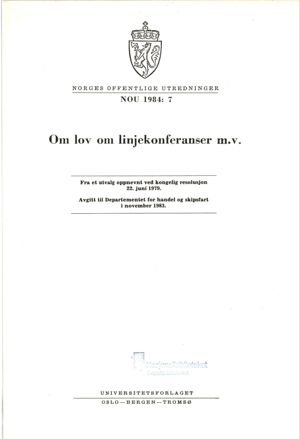 NORGES OFFENTLIGE UTREDNINGER
NOU 1984: 7
Om lov om linjekonferanser m.v.
Fra et utvalg oppnevnt ved kongelig resolusjon
22. juni 1979.
Avgitt til Departementet for handel og skipsfart
i november 1983.
Nasjonalbiblioteket
UNIVERSITETSFORLAGET
OSLO—BERGEN—TROMSØ